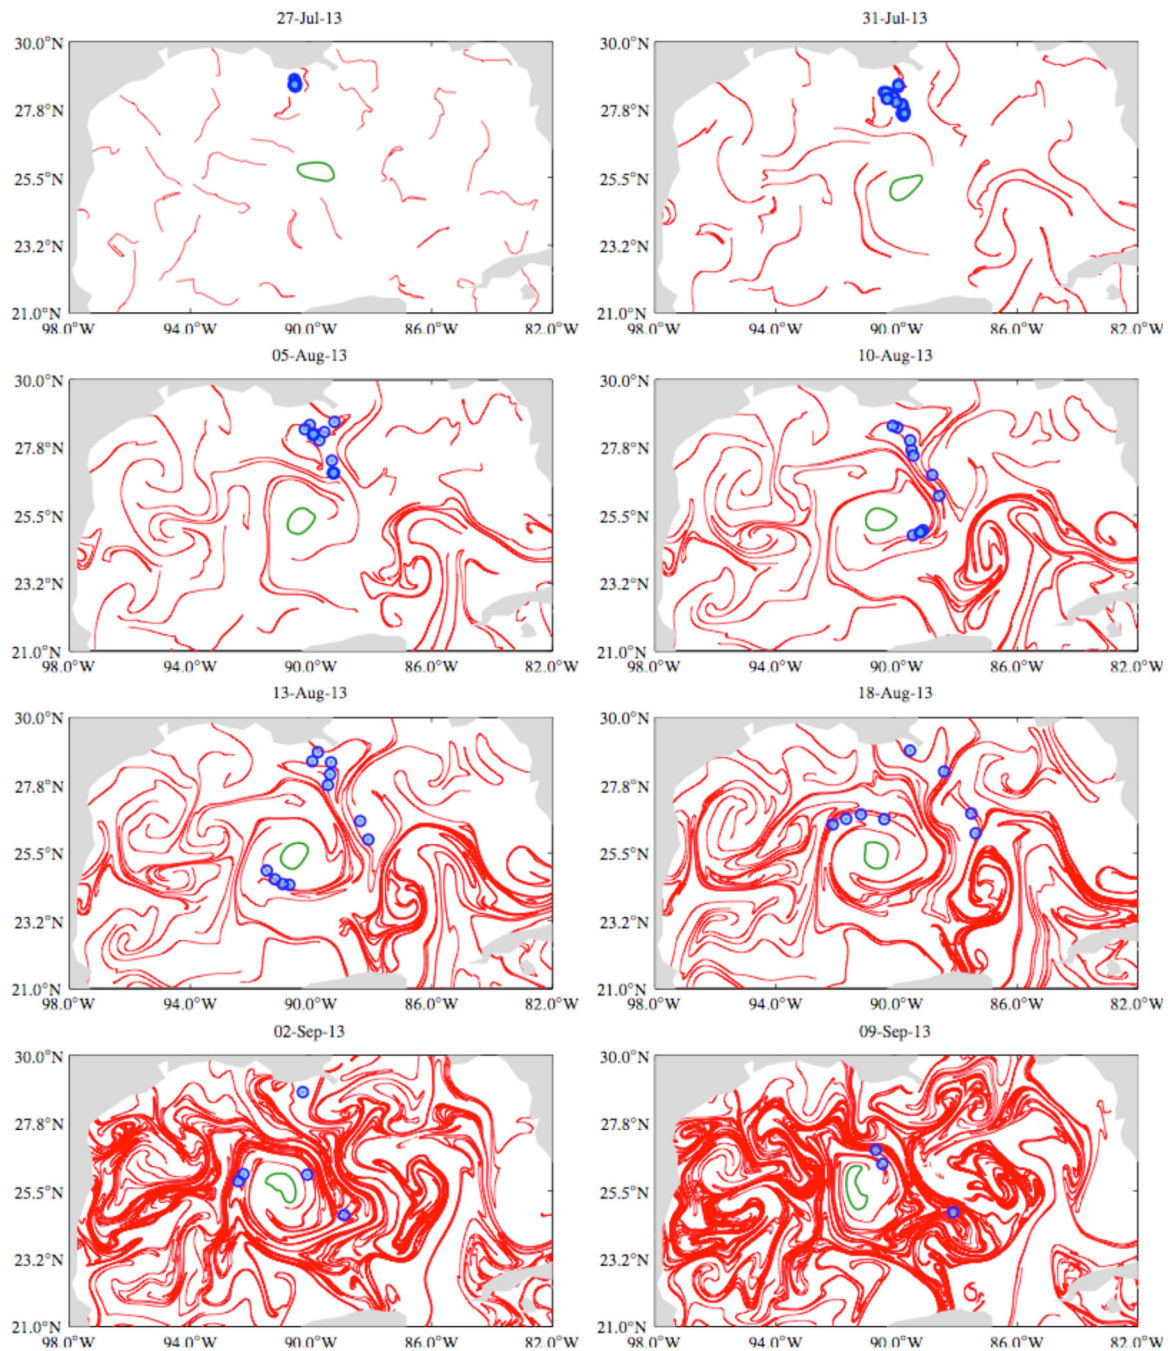 27-Jul-13 31-Jul-13
30.0°N 30.0°N
27.8°N 27.8°N
25.5°N 25.5°N
23.2°N 23.2°N
21.0°N 21.0°N
98.0°W 94.0°W 90.0°W 86.0°W 82.0°W 98.0°W 94.0°W 90.0°W 86.0°W 82.0°W
05-Aug-13 10-Aug-13
30.0°N 30.0°N
27.8°N 27.8°N
25.5°N 25.5°N
23.2°N 23.2°N
21.0°N 21.0°N
98.0°W 94.0°W 90.0°W 86.0°W 82.0°W 98.0°W 94.0°W 90.0°W 86.0°W 82.0°W
13-Aug-13 18-Aug-13
30.0°N 30.0°N
27.8°N 27.8°N
25.5°N 25.5°N
23.2°N 23.2°N
21.0°N 21.0°N
98.0°W 94.0°W 90.0°W 86.0°W 82.0°W 98.0°W 94.0°W 90.0°W 86.0°W 82.0°W
02-Sep-13 09-Sep-13
30.0°N 30.0°N
27.8°N 27.8°N
25.5°N 25.5°N
23.2°N 23.2°N
21.0°N 21.0°N
98.0°W 94.0°W 90.0°W 86.0°W 82.0°W 98.0°W 94.0°W 90.0°W 86.0°W 82.0°W